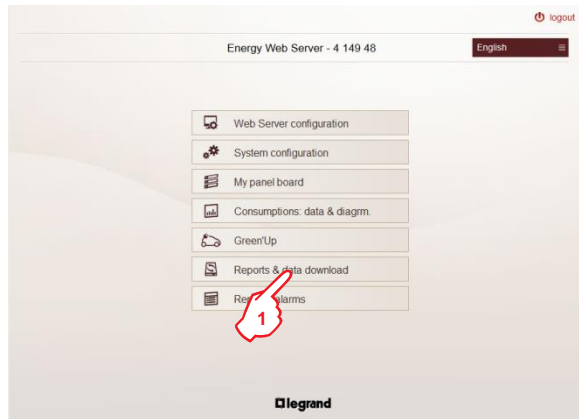 logout
Energy Web Server - 4 149 48
English
Web Server configuration
System configuration
My panel board
Consumptions: data & diagrm.
Green'Up
Reports & data download
alarms
1
legrand